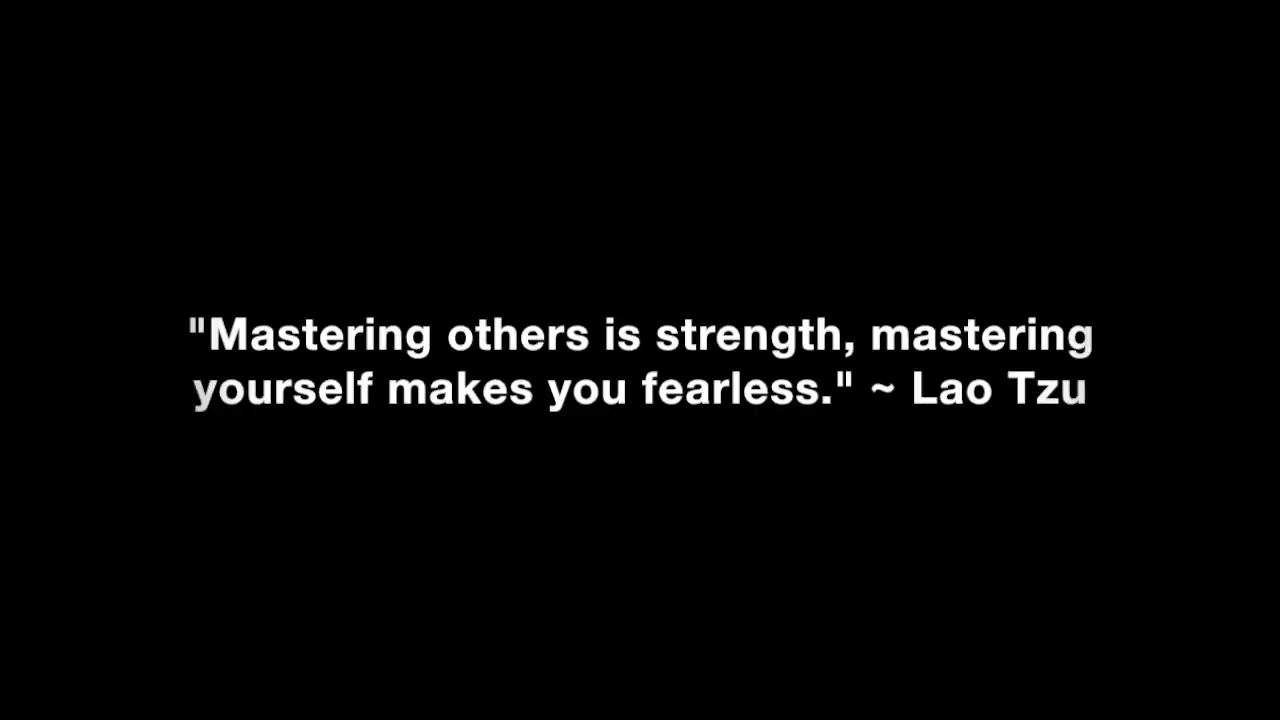 "Mastering others is strength, mastering
yourself makes you fearless." ~ Lao Tzu